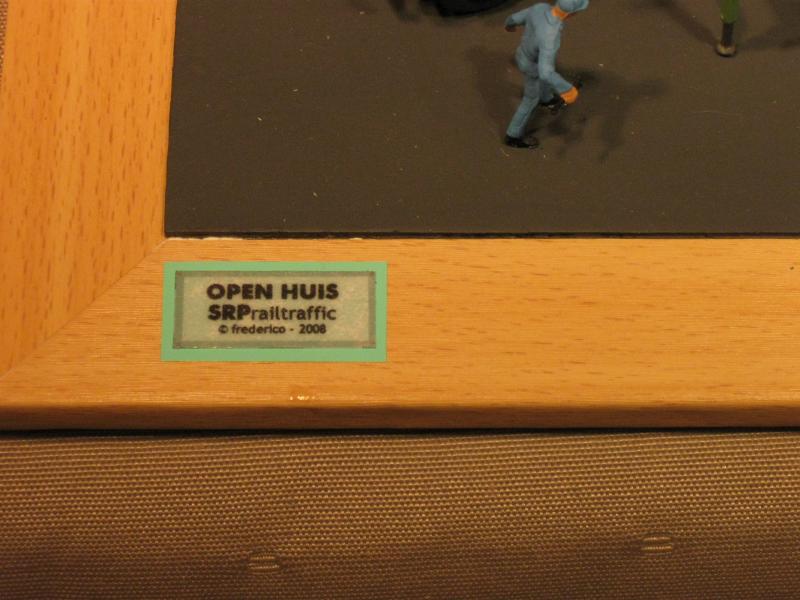 OPEN HUIS
SRPrailtraffic
© frederico - 2008